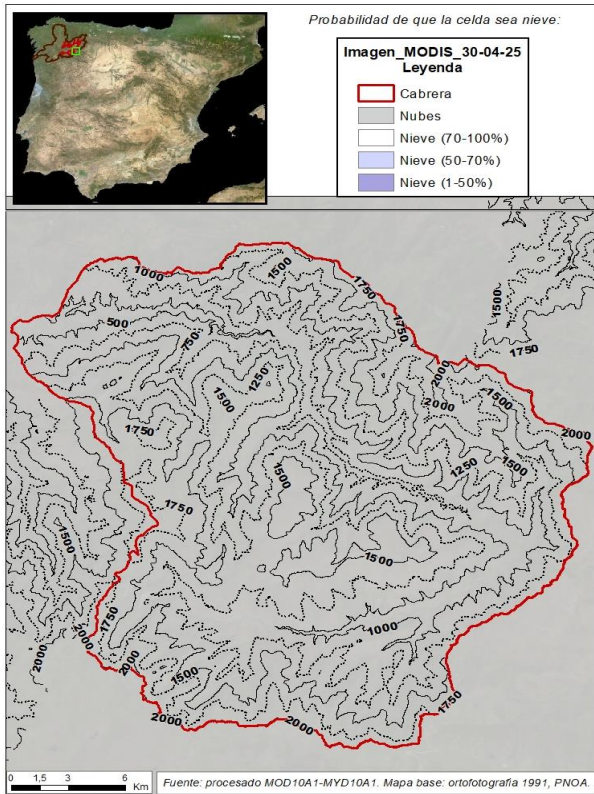 Probabilidad de que la celda sea nieve:
Imagen_MODIS_30-04-25
Leyenda
Cabrera
Nubes
Nieve (70-100%)
Nieve (50-70%)
Nieve (1-50%)
1000
1500
1750
1500
500
750
1750
1750
1250
2000
1500
2000
1500
1750
2000
1250
1500
1500
1750
1500
1500
1000
1750
2000
2000
2000
1500
2000
2000
1750
0 1,5 3 6
Km
Fuente: procesado MOD10A1-MYD10A1. Mapa base: ortofotografía 1991, PNOA.